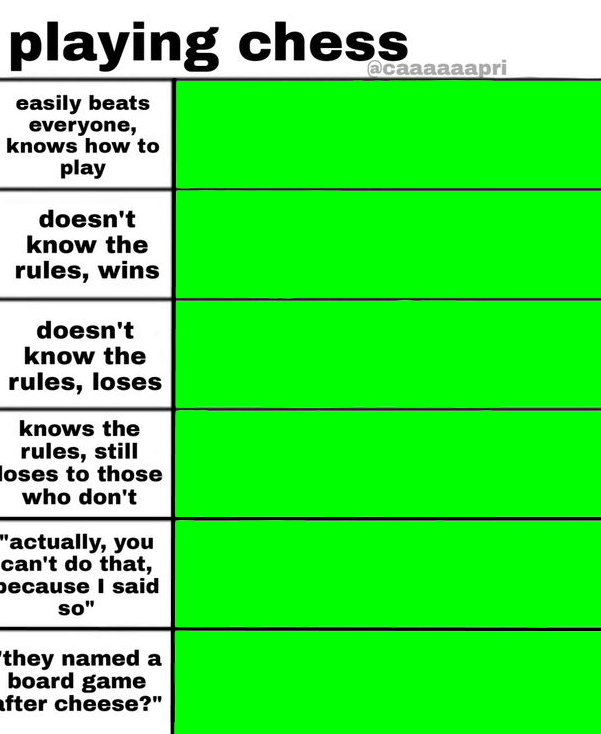 playing chess
@caaaaaapri
easily beats
everyone,
knows how to
play
doesn't
know the
rules, wins
doesn't
know the
rules, loses
knows the
rules, still
loses to those
who don't
"actually, you
can't do that,
because I said
so"
"they named a
board game
after cheese?"